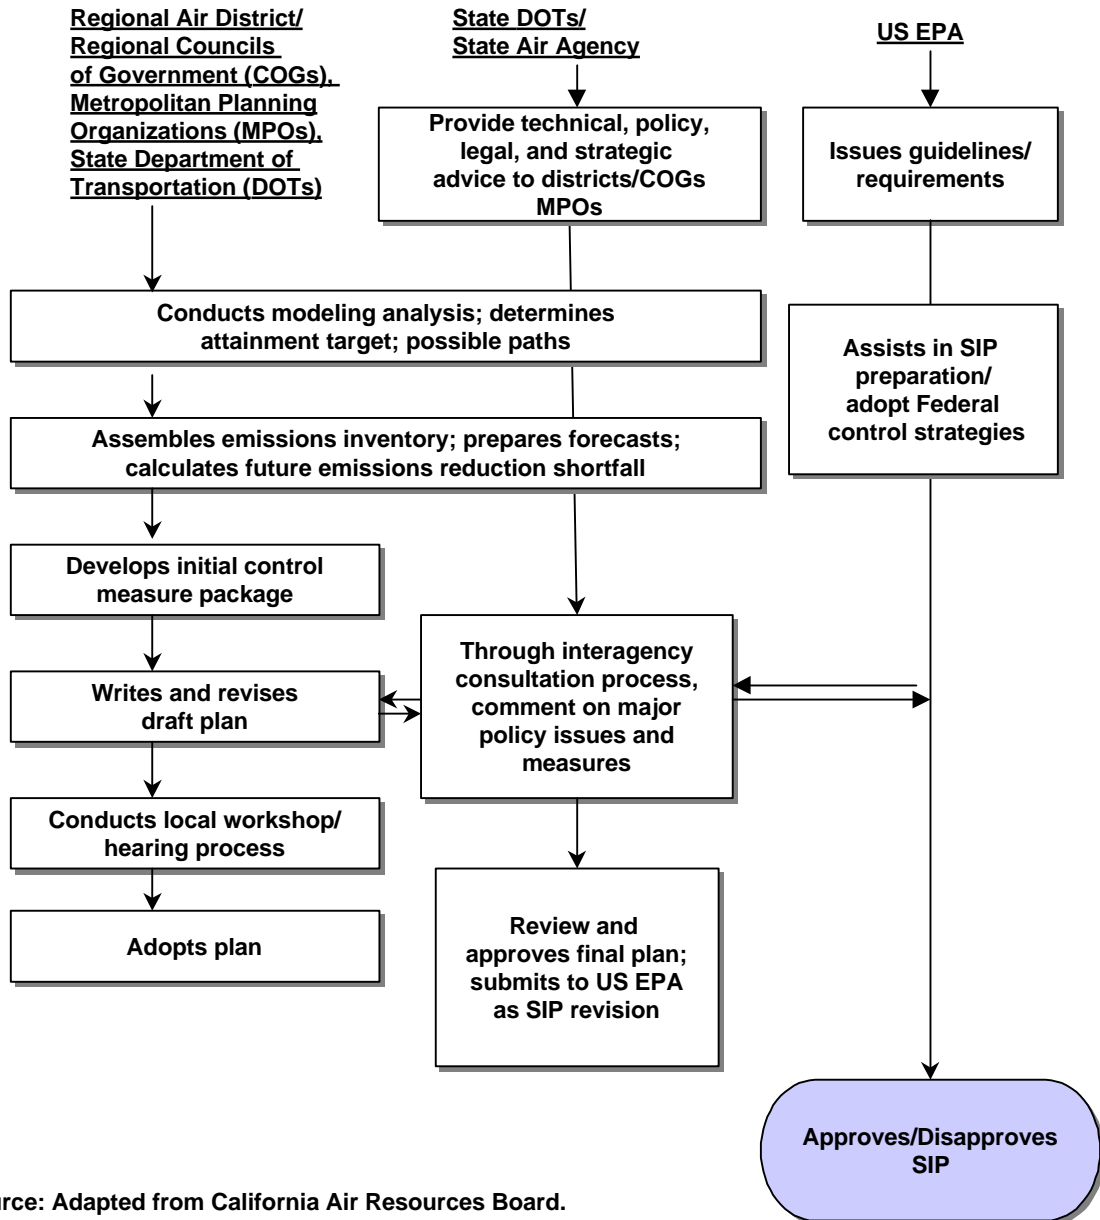 Regional Air District/
Regional Councils
of Government (COGs),
Metropolitan Planning
Organizations (MPOs),
State Department of
Transportation (DOTs)
State DOTs/
State Air Agency
US EPA
Provide technical, policy,
legal, and strategic
advice to districts/COGs
MPOs
Issues guidelines/
requirements
Conducts modeling analysis; determines
attainment target; possible paths
Assists in SIP
preparation/
adopt Federal
control strategies
Assembles emissions inventory; prepares forecasts;
calculates future emissions reduction shortfall
Develops initial control
measure package
Through interagency
consultation process,
comment on major
policy issues and
measures
Writes and revises
draft plan
Conducts local workshop/
hearing process
Adopts plan
Review and
approves final plan;
submits to US EPA
as SIP revision
Approves/Disapproves
SIP
urce: Adapted from California Air Resources Board.